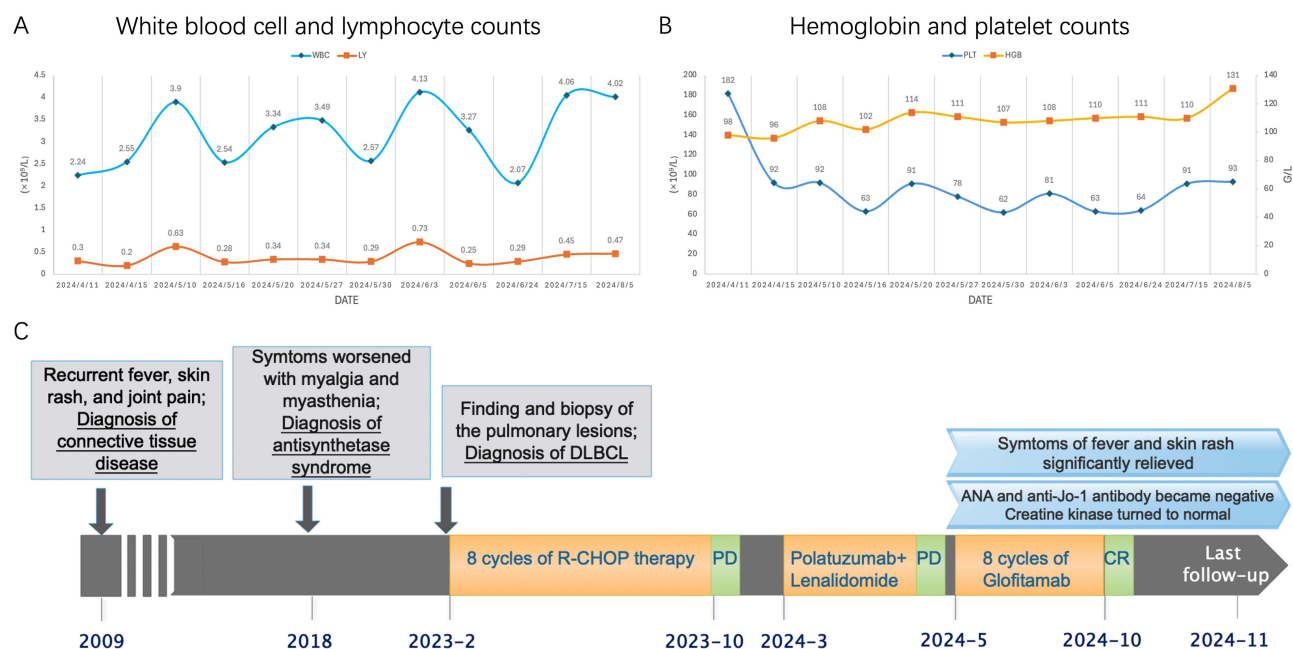 A
White blood cell and lymphocyte counts
WBC
LY
4.5
4
3.5
3
2.5
2
1.5
1
0.5
0
(×10⁹/L)
2.24
2.55
3.9
2.54
3.34
3.49
2.57
4.13
3.27
2.07
4.06
4.02
0.3
0.2
0.63
0.28
0.34
0.34
0.29
0.73
0.25
0.29
0.45
0.47
2024/4/11
2024/4/15
2024/5/10
2024/5/16
2024/5/20
2024/5/27
2024/5/30
2024/6/3
2024/6/5
2024/6/24
2024/7/15
2024/8/5
DATE
B
Hemoglobin and platelet counts
PLT
HGB
200
180
160
140
120
100
80
60
40
20
0
(×10⁹/L)
182
92
92
63
91
78
62
81
63
64
91
93
98
96
108
102
114
111
107
108
110
111
110
131
140
120
100
80
60
40
20
0
G/L
2024/4/11
2024/4/15
2024/5/10
2024/5/16
2024/5/20
2024/5/27
2024/5/30
2024/6/3
2024/6/5
2024/6/24
2024/7/15
2024/8/5
DATE
C
Recurrent fever, skin
rash, and joint pain;
Diagnosis of
connective tissue
disease
Symtoms worsened
with myalgia and
myasthenia;
Diagnosis of
antisynthetase
syndrome
Finding and biopsy of
the pulmonary lesions;
Diagnosis of DLBCL
Symtoms of fever and skin rash
significantly relieved
ANA and anti-Jo-1 antibody became negative
Creatine kinase turned to normal
8 cycles of R-CHOP therapy
PD
Polatuzumab+
Lenalidomide
PD
8 cycles of
Glofitamab
CR
Last
follow-up
2009
2018
2023-2
2023-10
2024-3
2024-5
2024-10
2024-11